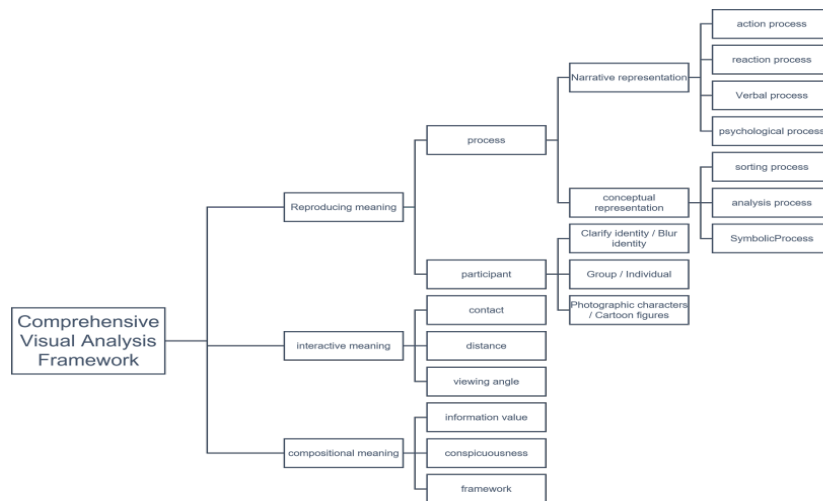 Comprehensive
Visual Analysis
Framework
Reproducing meaning
process
Narrative representation
action process
reaction process
Verbal process
psychological process
conceptual
representation
sorting process
analysis process
SymbolicProcess
participant
Clarify identity / Blur
identity
Group / Individual
Photographic characters
/ Cartoon figures
interactive meaning
contact
distance
viewing angle
compositional meaning
information value
conspicuousness
framework